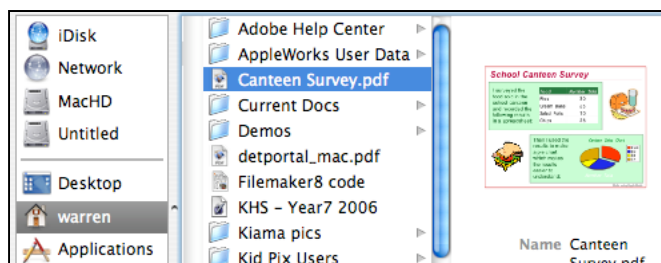 iDisk
Network
MacHD
Untitled
Desktop
warren
Applications
Adobe Help Center
AppleWorks User Data
Canteen Survey.pdf
Current Docs
Demos
detportal_mac.pdf
Filemaker8 code
KHS - Year7 2006
Kiama pics
Kid Pix Users
School Canteen Survey
Name Canteen
Survey.pdf